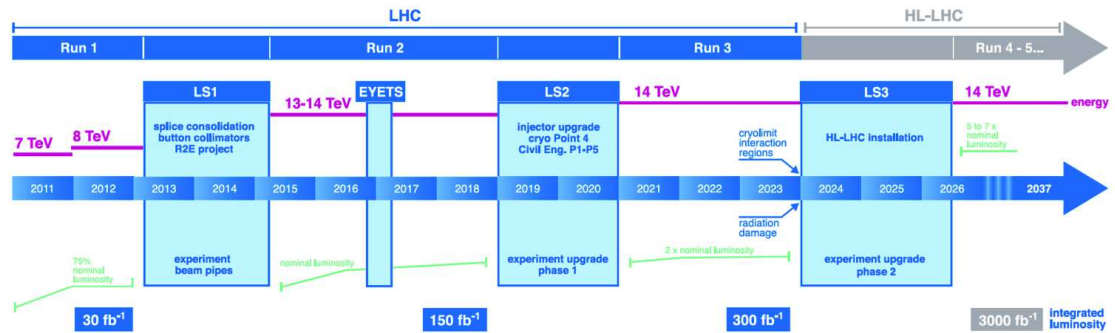 LHC
HL-LHC
Run 1
Run 2
Run 3
Run 4 - 5...
LS1
EYETS
LS2
LS3
7 TeV
8 TeV
13-14 TeV
14 TeV
14 TeV
energy
splice consolidation
button collimators
R2E project
injector upgrade
cryo Point 4
Civil Eng. P1-P5
cryolimit
interaction
regions
HL-LHC installation
5 to 7 x
nominal
luminosity
2011
2012
2013
2014
2015
2016
2017
2018
2019
2020
2021
2022
2023
2024
2025
2026
2037
radiation
damage
75%
nominal
luminosity
experiment
beam pipes
nominal luminosity
experiment upgrade
phase 1
2 x nominal luminosity
experiment upgrade
phase 2
30 fb⁻¹
150 fb⁻¹
300 fb⁻¹
3000 fb⁻¹
integrated
luminosity